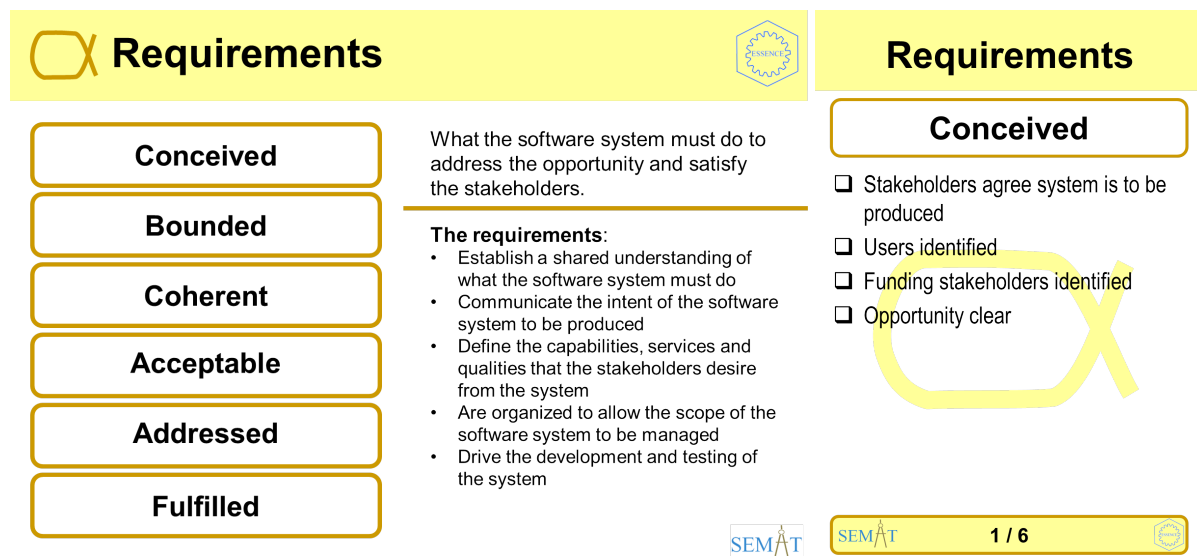 Requirements
ESSENCE
Conceived
Bounded
Coherent
Acceptable
Addressed
Fulfilled
What the software system must do to
address the opportunity and satisfy
the stakeholders.
The requirements:
• Establish a shared understanding of
what the software system must do
• Communicate the intent of the software
system to be produced
• Define the capabilities, services and
qualities that the stakeholders desire
from the system
• Are organized to allow the scope of the
software system to be managed
• Drive the development and testing of
the system
SEMAT
Requirements
Conceived
❑ Stakeholders agree system is to be
produced
❑ Users identified
❑ Funding stakeholders identified
❑ Opportunity clear
SEMAT
1 / 6
ESSENCE